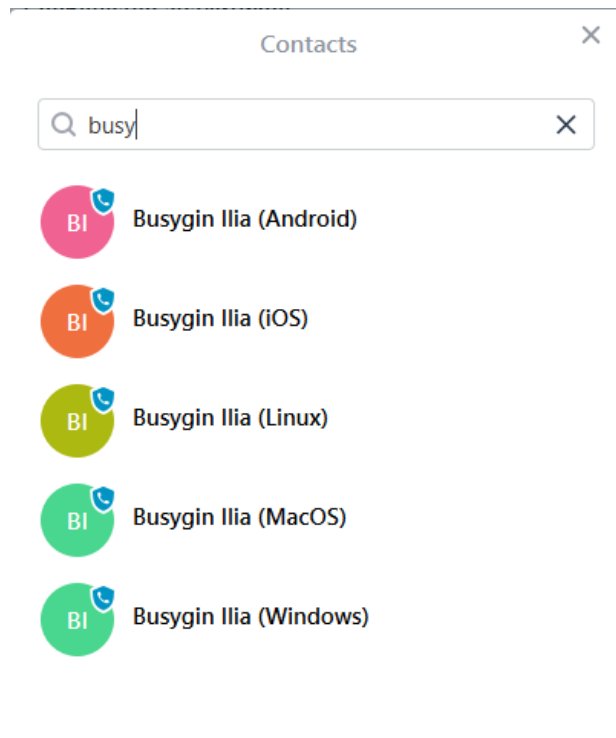 Contacts
busy
BI
Busygin Ilia (Android)
BI
Busygin Ilia (iOS)
BI
Busygin Ilia (Linux)
BI
Busygin Ilia (MacOS)
BI
Busygin Ilia (Windows)